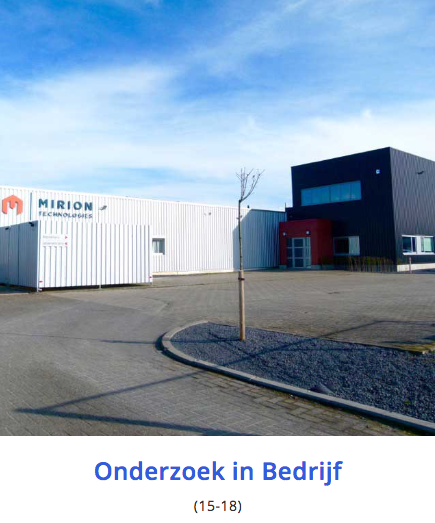 MIRION
TECHNOLOGIES
Onderzoek in Bedrijf
(15-18)